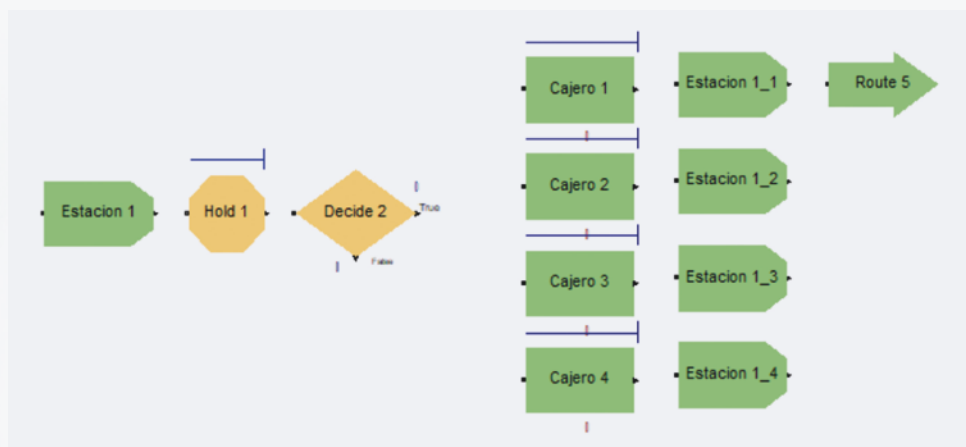 Estacion 1
Hold 1
Decide 2
True
False
Cajero 1
Estacion 1_1
Route 5
Cajero 2
Estacion 1_2
Cajero 3
Estacion 1_3
Cajero 4
Estacion 1_4